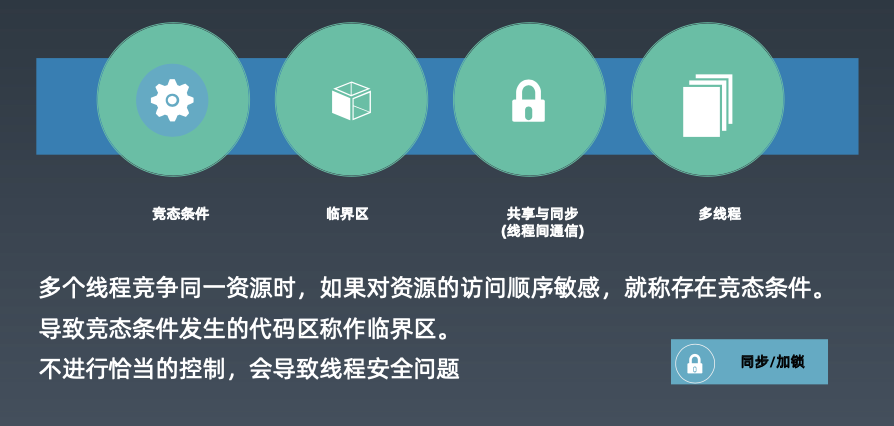 竞态条件
临界区
共享与同步
(线程间通信)
多线程
多个线程竞争同一资源时，如果对资源的访问顺序敏感，就称存在竞态条件。
导致竞态条件发生的代码区称作临界区。
不进行恰当的控制，会导致线程安全问题
同步/加锁